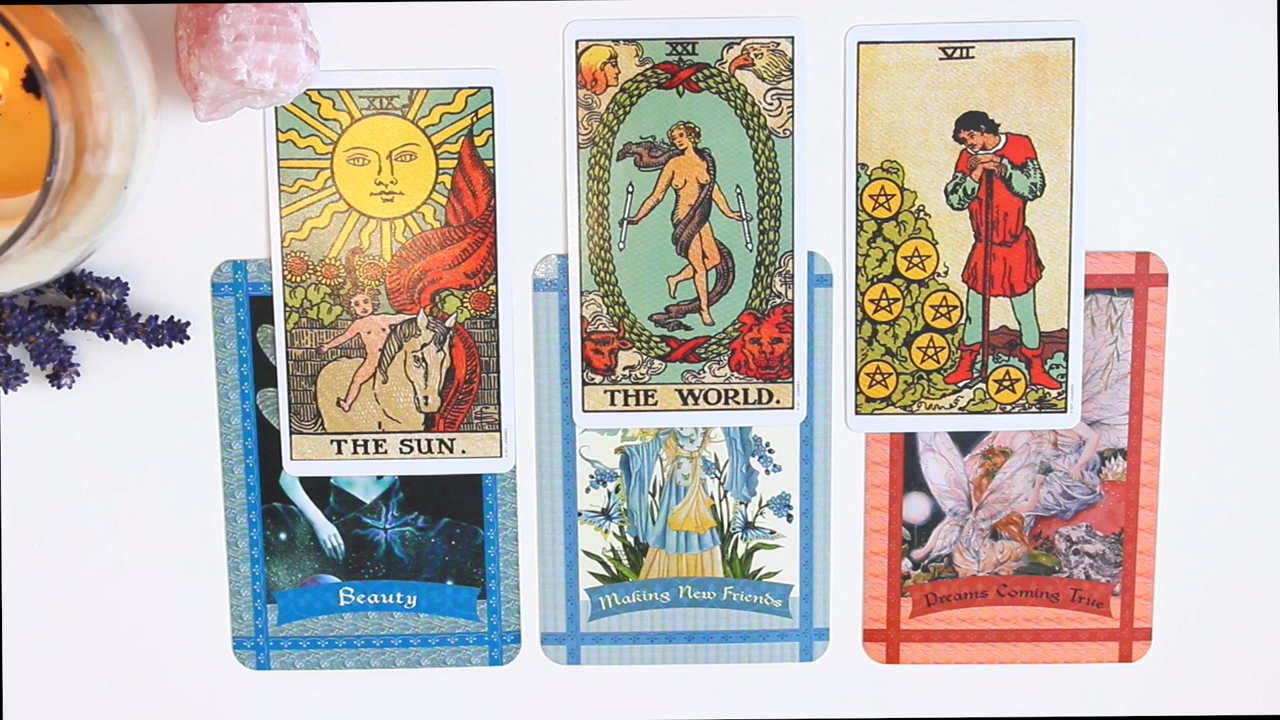 XIX
THE SUN.
Beauty
XXI
THE WORLD.
Making New Friends
VII
Dreams Coming True